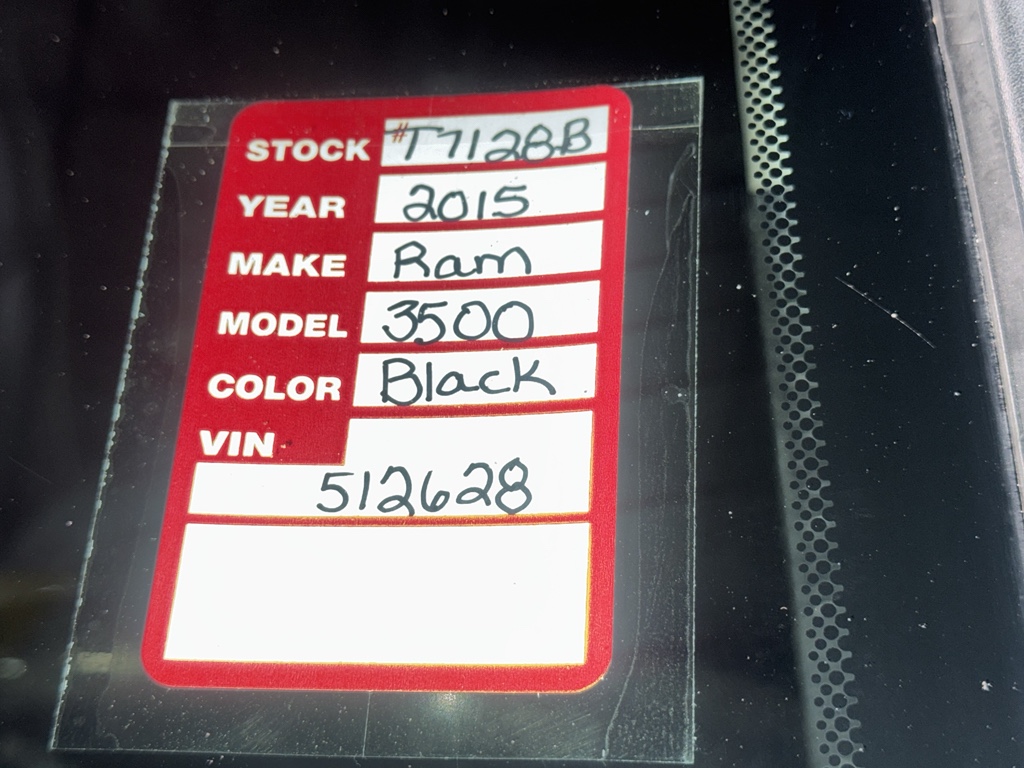 STOCK #T7128B
YEAR 2015
MAKE Ram
MODEL 3500
COLOR Black
VIN
512628